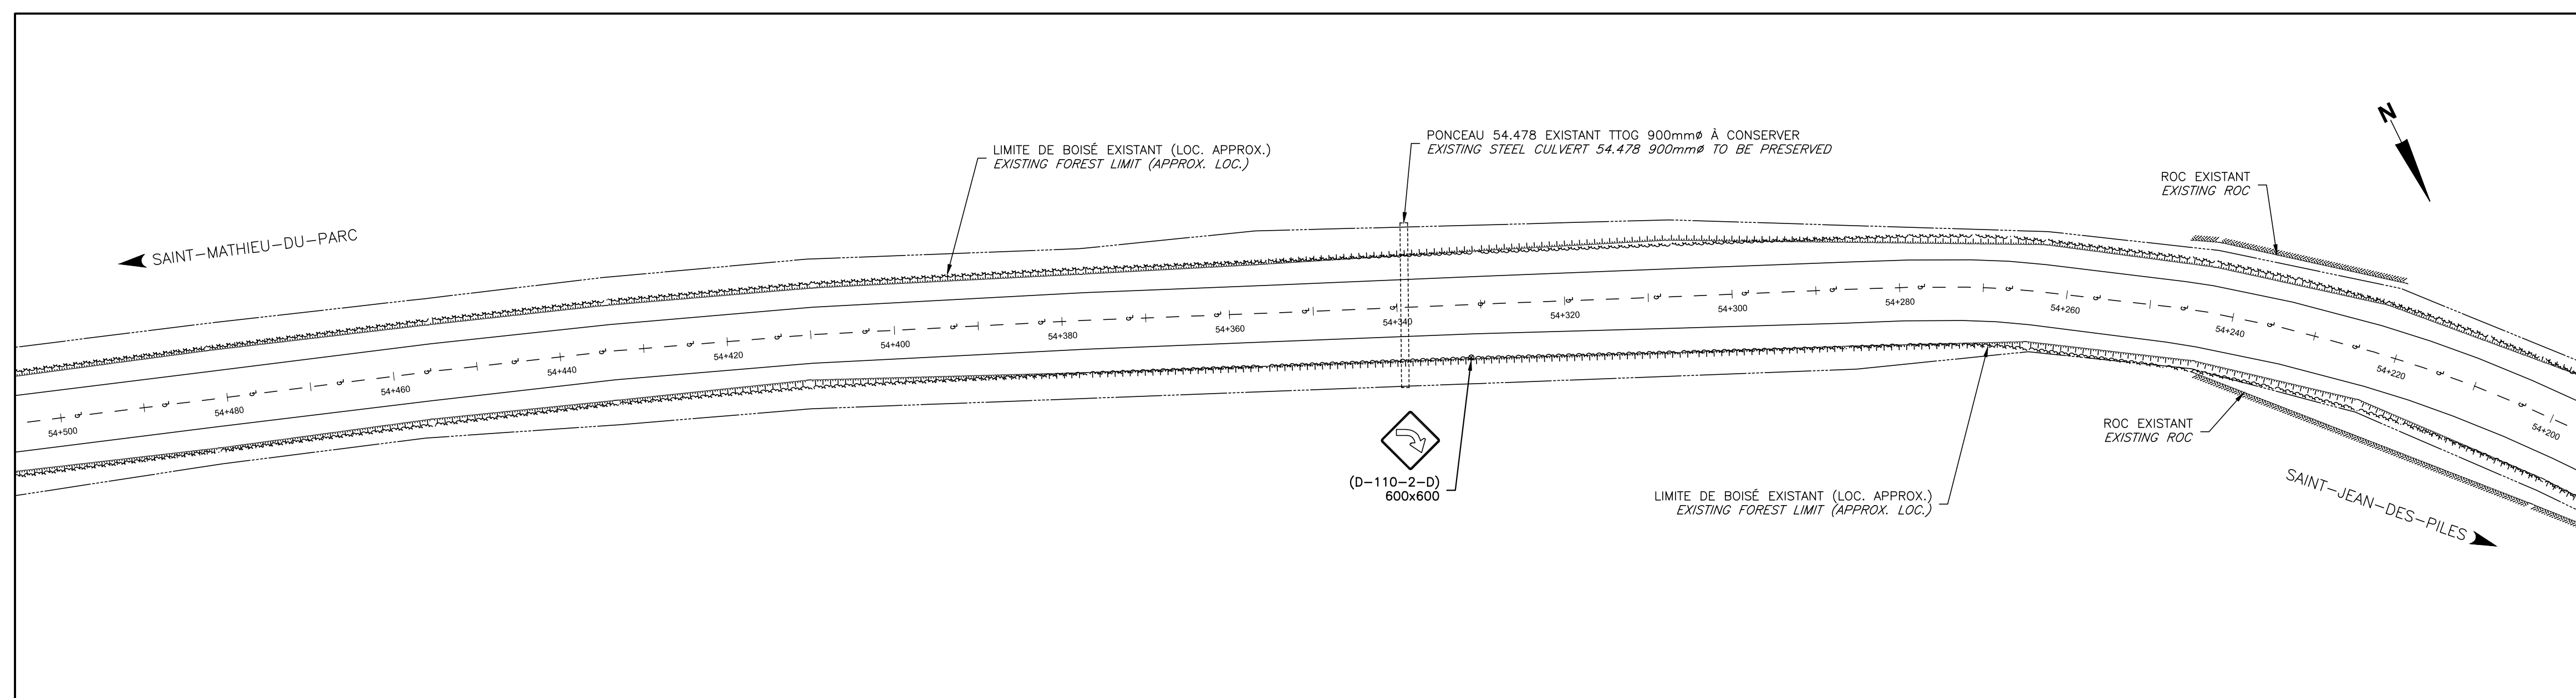 N
PONCEAU 54.478 EXISTANT TTOG 900mmø À CONSERVER
EXISTING STEEL CULVERT 54.478 900mmø TO BE PRESERVED
LIMITE DE BOISÉ EXISTANT (LOC. APPROX.)
EXISTING FOREST LIMIT (APPROX. LOC.)
ROC EXISTANT
EXISTING ROC
SAINT-MATHIEU-DU-PARC
54+500
54+480
54+460
54+440
54+420
54+400
54+380
54+360
54+340
54+320
54+300
54+280
54+260
54+240
54+220
54+200
ROC EXISTANT
EXISTING ROC
(D-110-2-D)
600x600
LIMITE DE BOISÉ EXISTANT (LOC. APPROX.)
EXISTING FOREST LIMIT (APPROX. LOC.)
SAINT-JEAN-DES-PILES